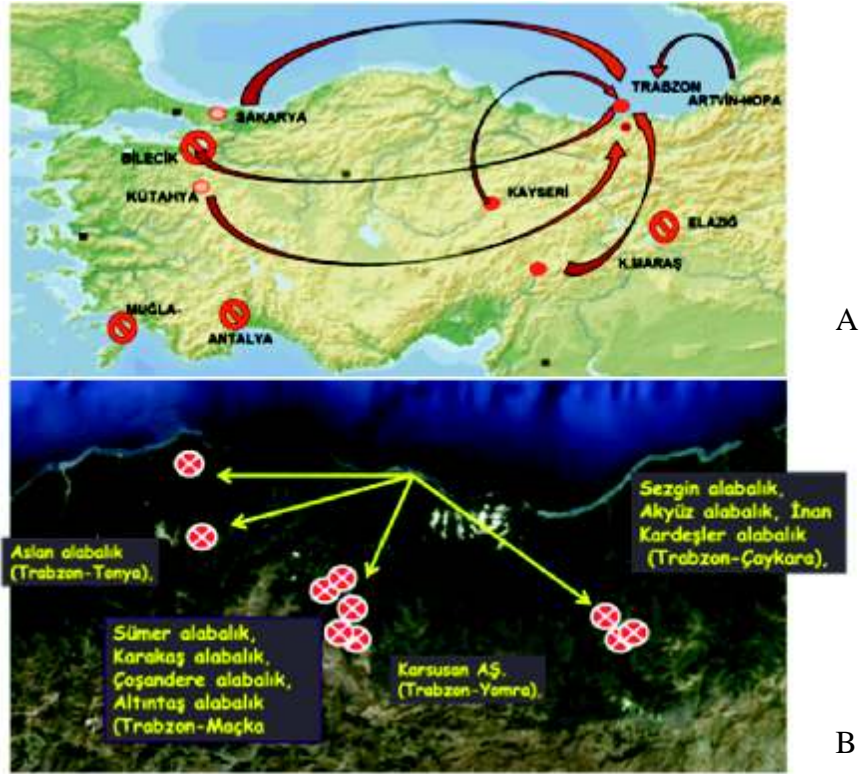 TRABZON
ARTVİN-HOPA
SAKARYA
BİLECİK
KÜTAHYA
KAYSERİ
ELAZIĞ
K.MARAŞ
MUĞLA-
ANTALYA
A
Sezgin alabalık,
Akyüz alabalık, İnan
Kardeşler alabalık
(Trabzon-Çaykara),
Aslan alabalık
(Trabzon-Tonya),
Sümer alabalık,
Karakaş alabalık,
Çoşandere alabalık,
Altıntaş alabalık
(Trabzon-Maçka
Karsusan AŞ.
(Trabzon-Yomra)
B